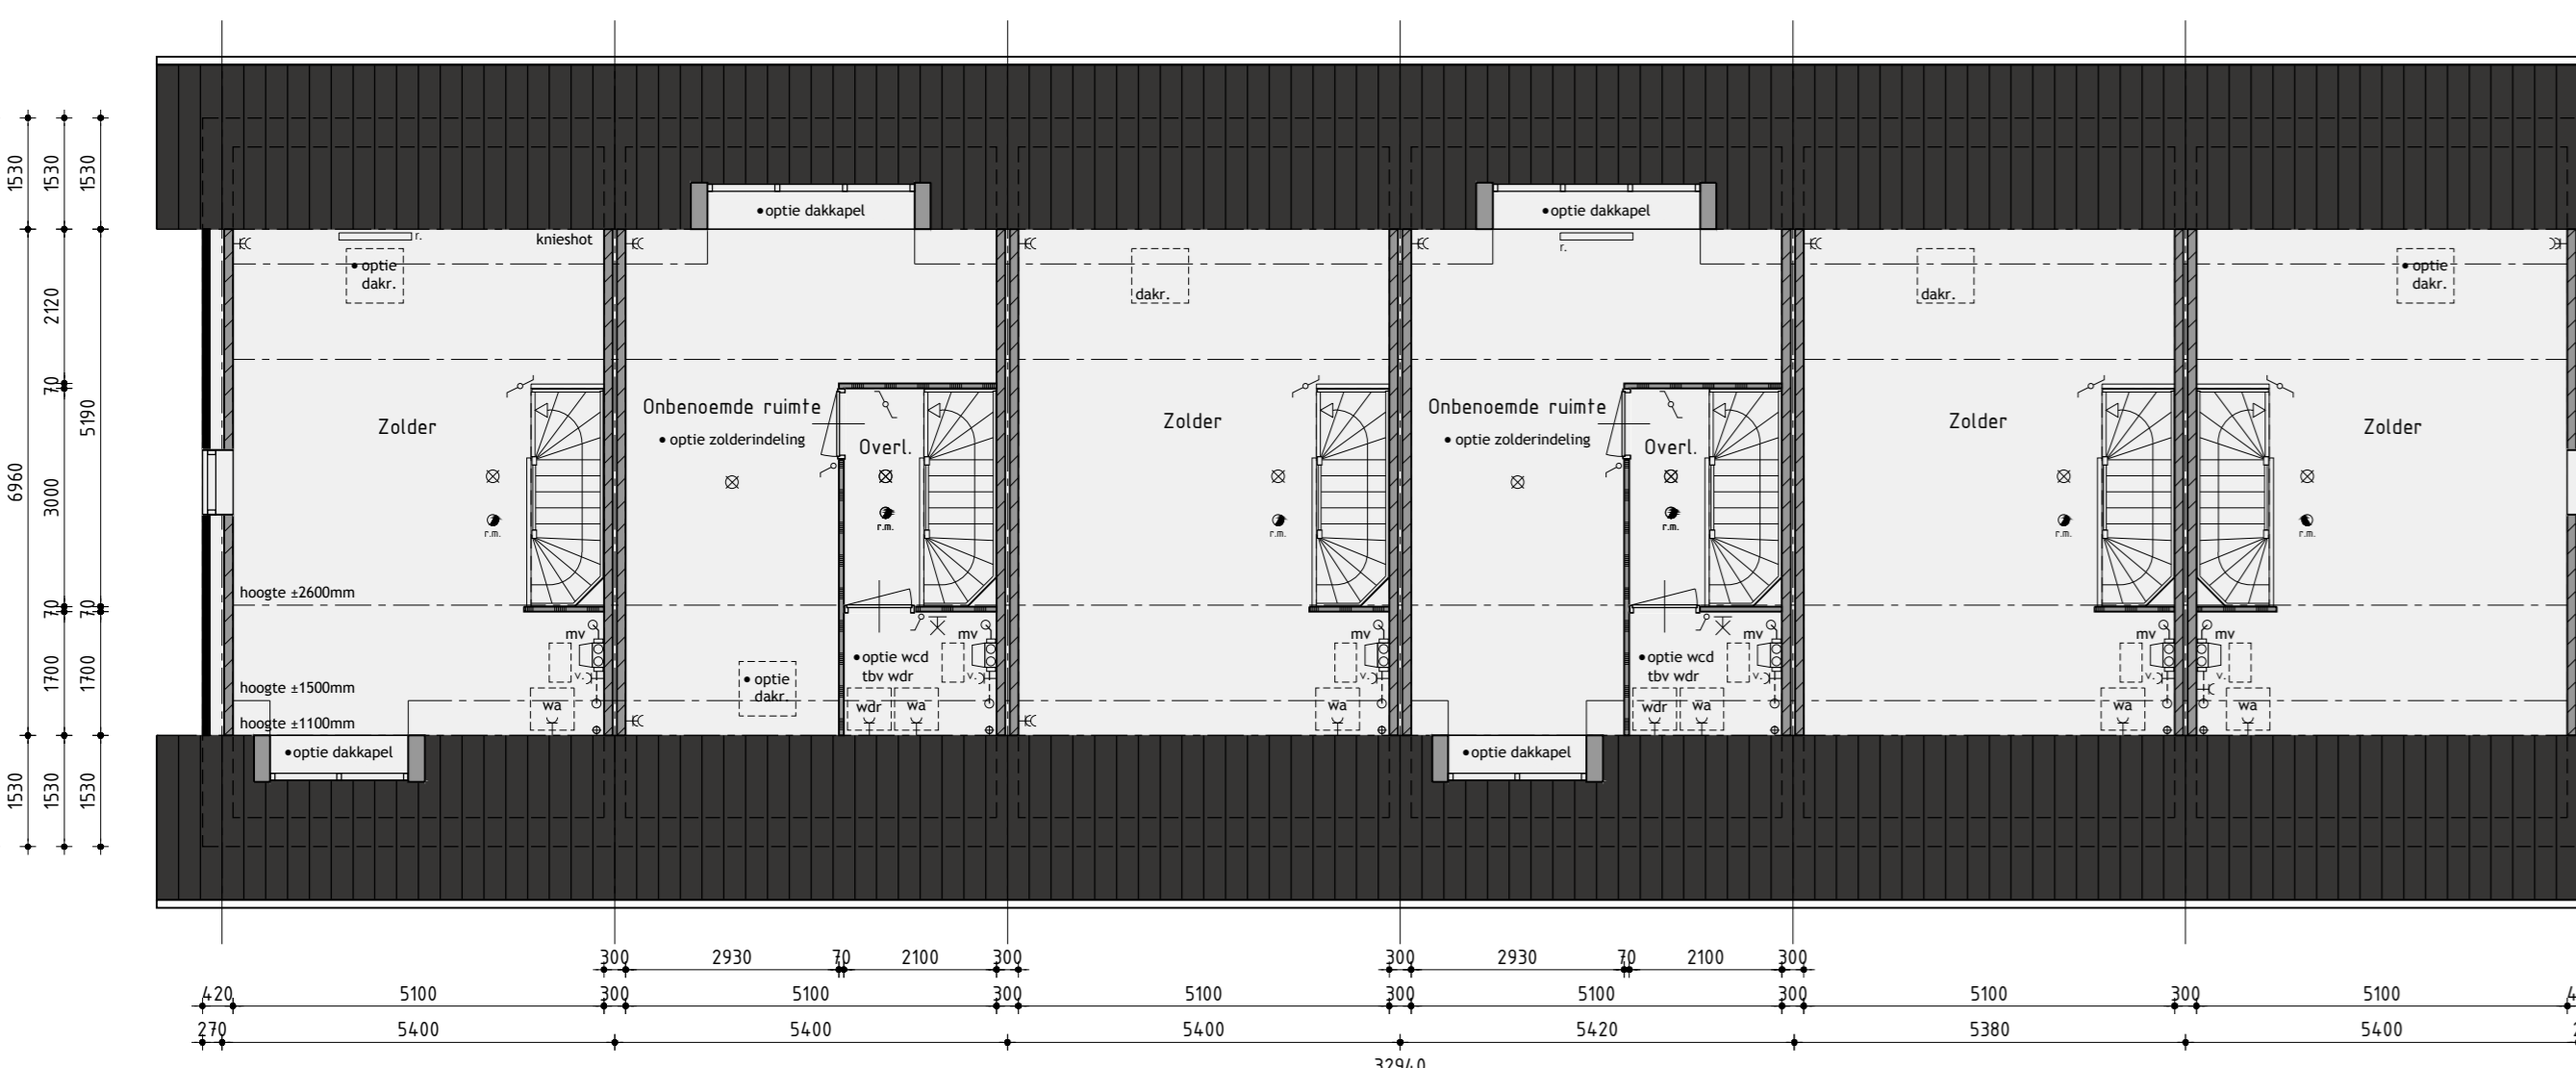 optie dakkapel
optie dakkapel
r.
knieshot
optie
dakr.
r.
dakr.
dakr.
optie
dakr.
Zolder
Onbenoemde ruimte
optie zolderindeling
Overl.
Zolder
Onbenoemde ruimte
optie zolderindeling
Overl.
Zolder
Zolder
r.m.
r.m.
r.m.
r.m.
r.m.
r.m.
hoogte ±2600mm
mv
mv
mv
mv
mv
mv
optie wcd
tbv wdr
optie wcd
tbv wdr
v.
v.
v.
v.
v.
v.
hoogte ±1500mm
optie
dakr.
wa
wdr
wa
wa
wdr
wa
wa
wa
hoogte ±1100mm
optie dakkapel
optie dakkapel
1530
1530
1530
6960
2120
70
5190
3000
70
70
1700
1700
1530
1530
1530
300 2930 70 2100 300 300 2930 70 2100 300
420 5100 300 5100 300 5100 300 5100 300 5100 300 5100
270 5400 5400 5400 5420 5380 5400
32940